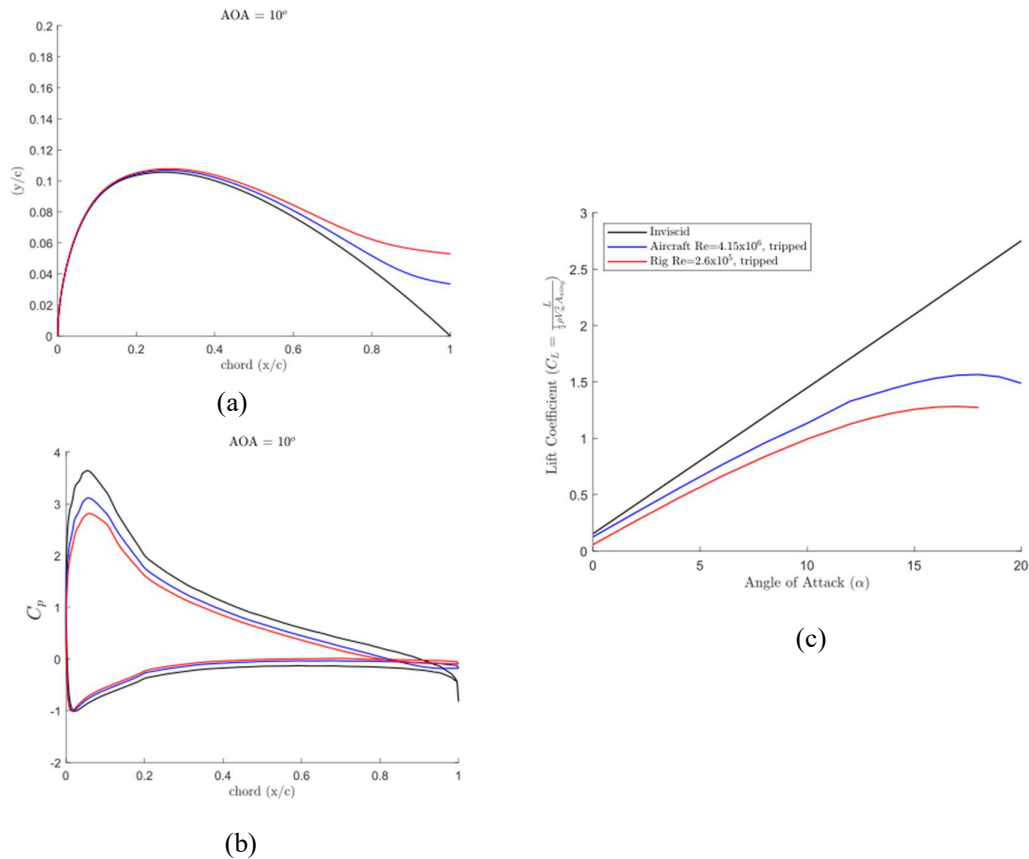 AOA = 10°
0.2
0.18
0.16
0.14
0.12
0.1
0.08
0.06
0.04
0.02
0
(y/c)
0 0.2 0.4 0.6 0.8 1
chord (x/c)
(a)
AOA = 10°
4
3
2
1
0
-1
-2
Cₚ
0 0.2 0.4 0.6 0.8 1
chord (x/c)
(b)
3
2.5
2
1.5
1
0.5
0
Lift Coefficient (C_L = L / (½ρV∞²A_wing))
Inviscid
Aircraft Re=4.15x10⁶, tripped
Rig Re=2.6x10⁵, tripped
0 5 10 15 20
Angle of Attack (α)
(c)